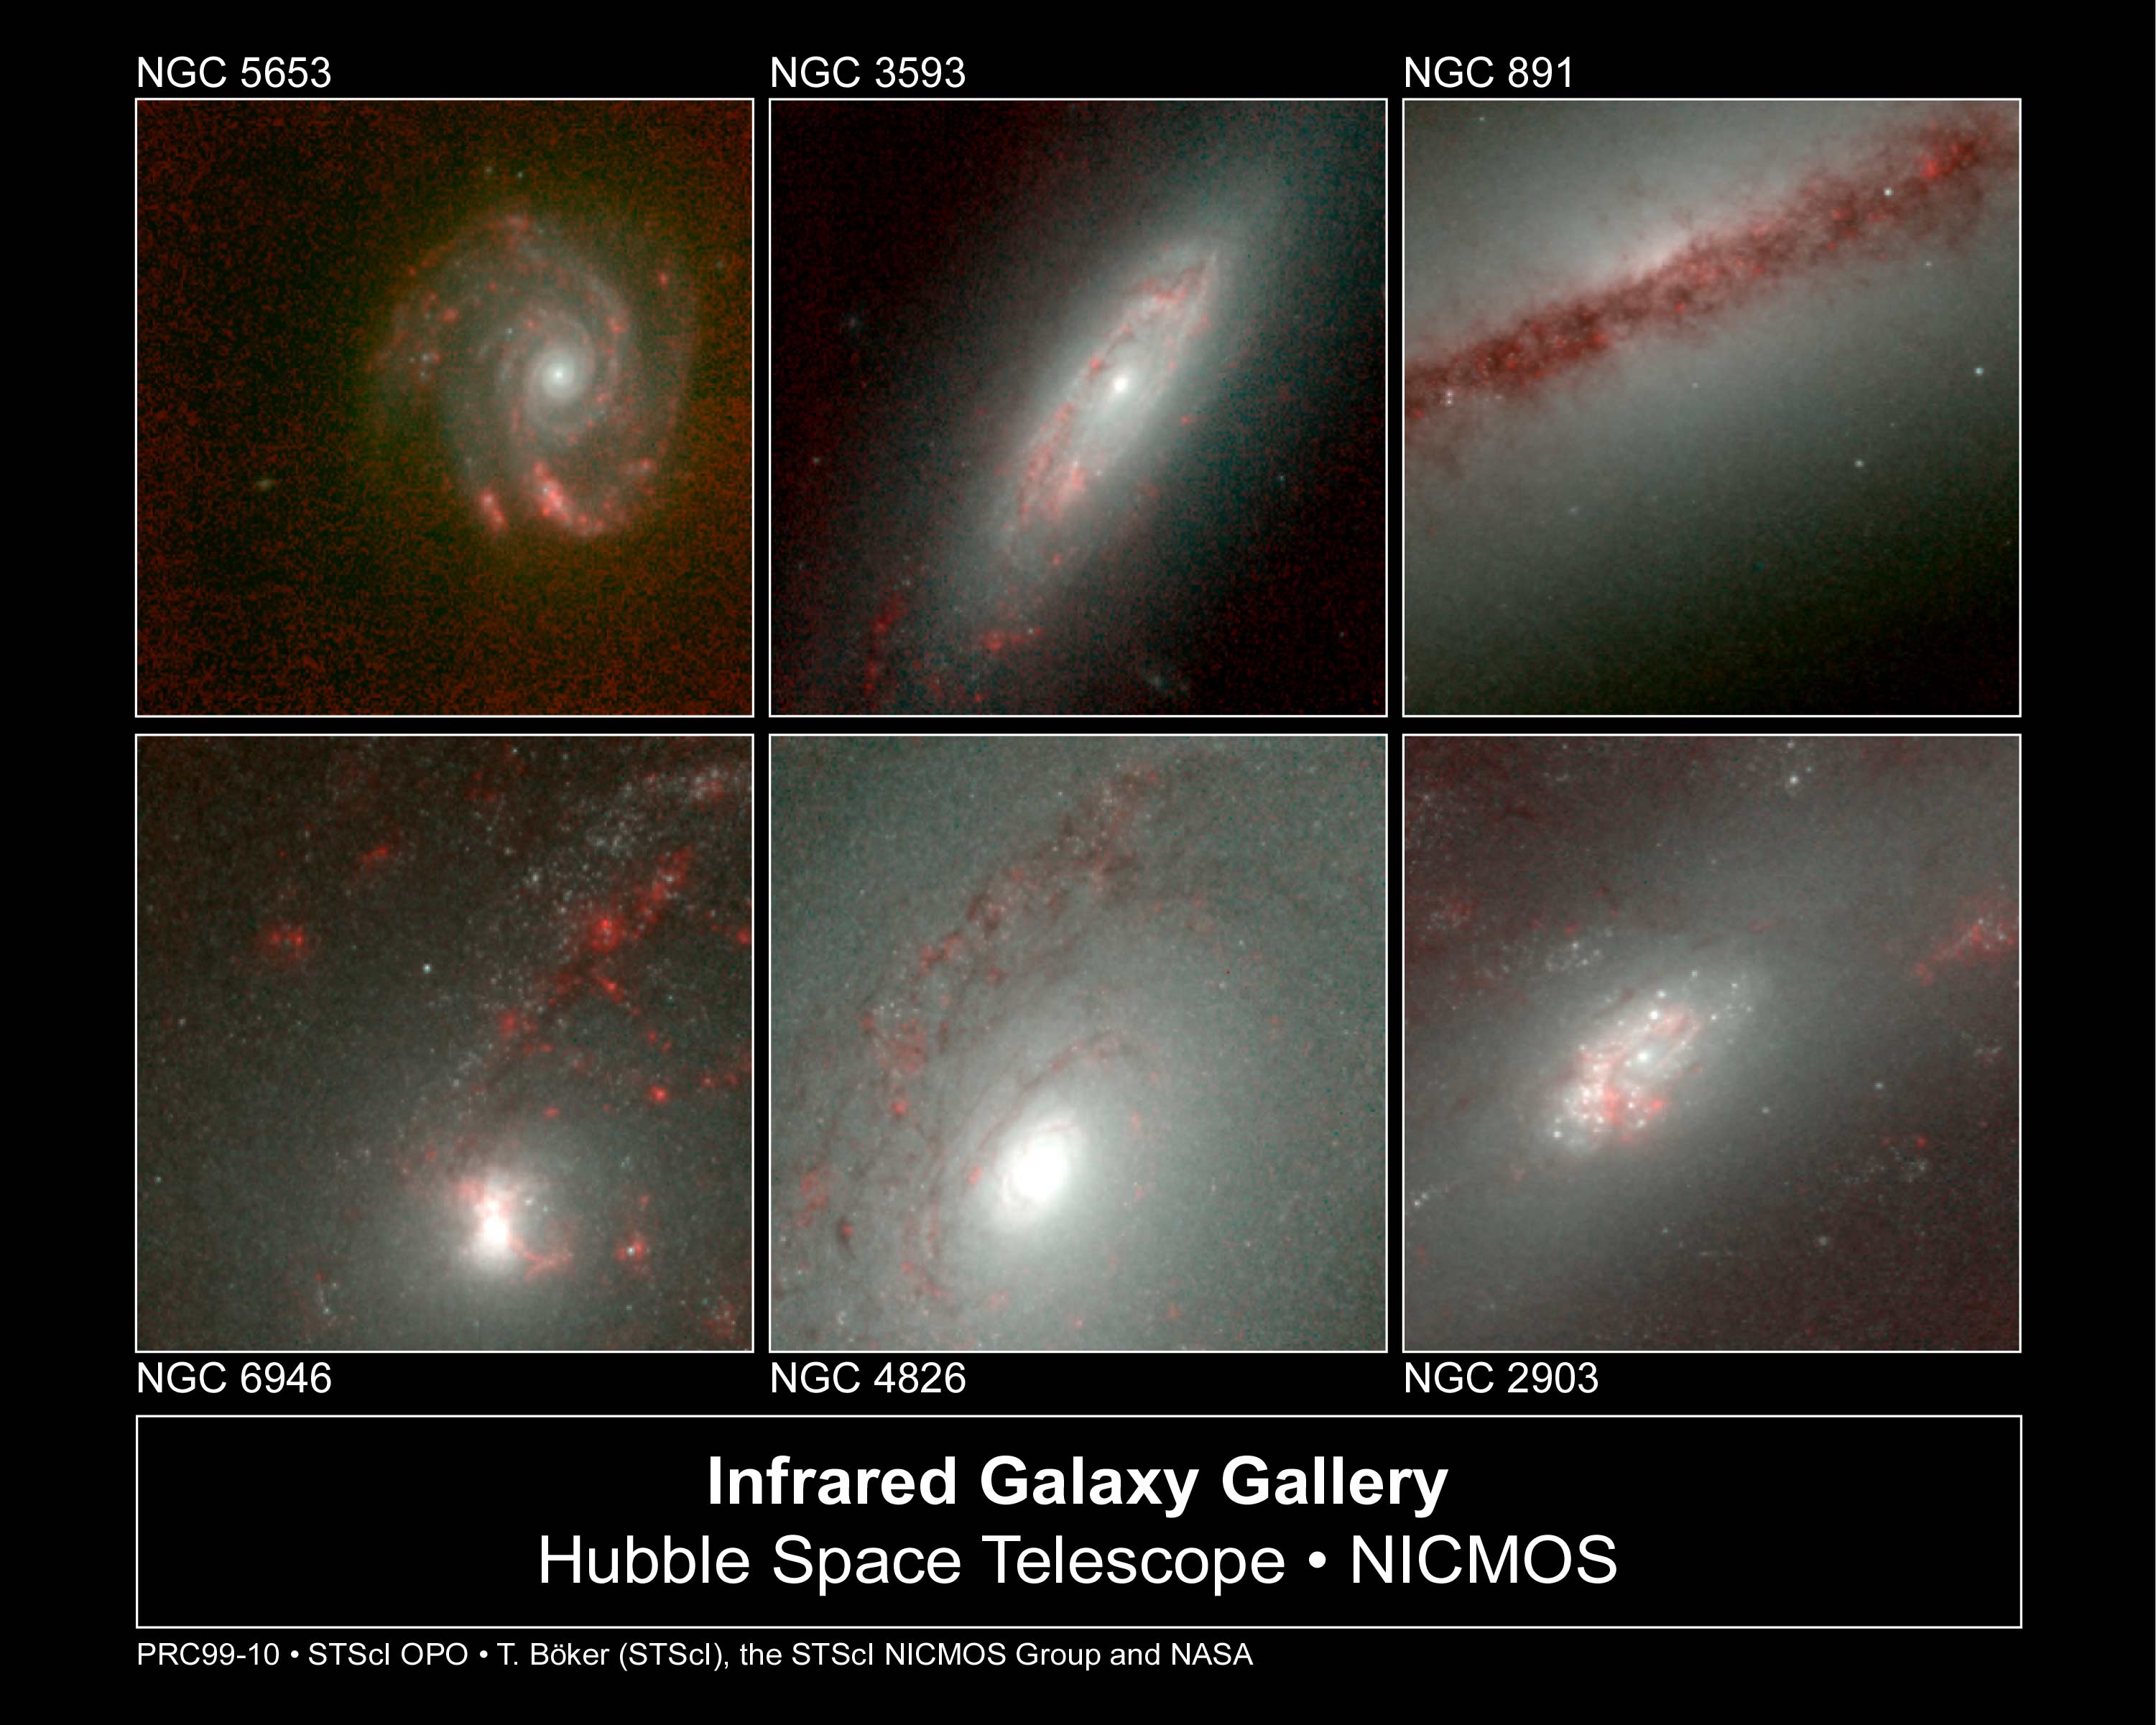 NGC 5653
NGC 3593
NGC 891
NGC 6946
NGC 4826
NGC 2903
Infrared Galaxy Gallery
Hubble Space Telescope • NICMOS
PRC99-10 • STScI OPO • T. Böker (STScI), the STScI NICMOS Group and NASA